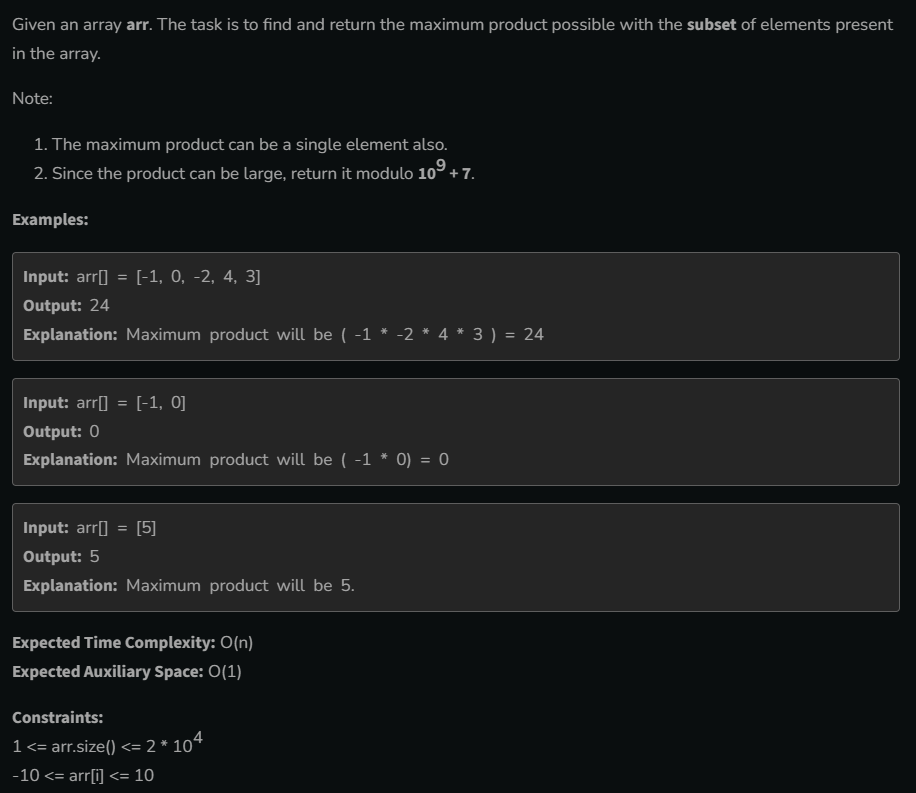 Given an array arr. The task is to find and return the maximum product possible with the subset of elements present
in the array.
Note:
1. The maximum product can be a single element also.
2. Since the product can be large, return it modulo 10^9 + 7.
Examples:
Input: arr[] = [-1, 0, -2, 4, 3]
Output: 24
Explanation: Maximum product will be ( -1 * -2 * 4 * 3 ) = 24
Input: arr[] = [-1, 0]
Output: 0
Explanation: Maximum product will be ( -1 * 0) = 0
Input: arr[] = [5]
Output: 5
Explanation: Maximum product will be 5.
Expected Time Complexity: O(n)
Expected Auxiliary Space: O(1)
Constraints:
1 <= arr.size() <= 2 * 10^4
-10 <= arr[i] <= 10